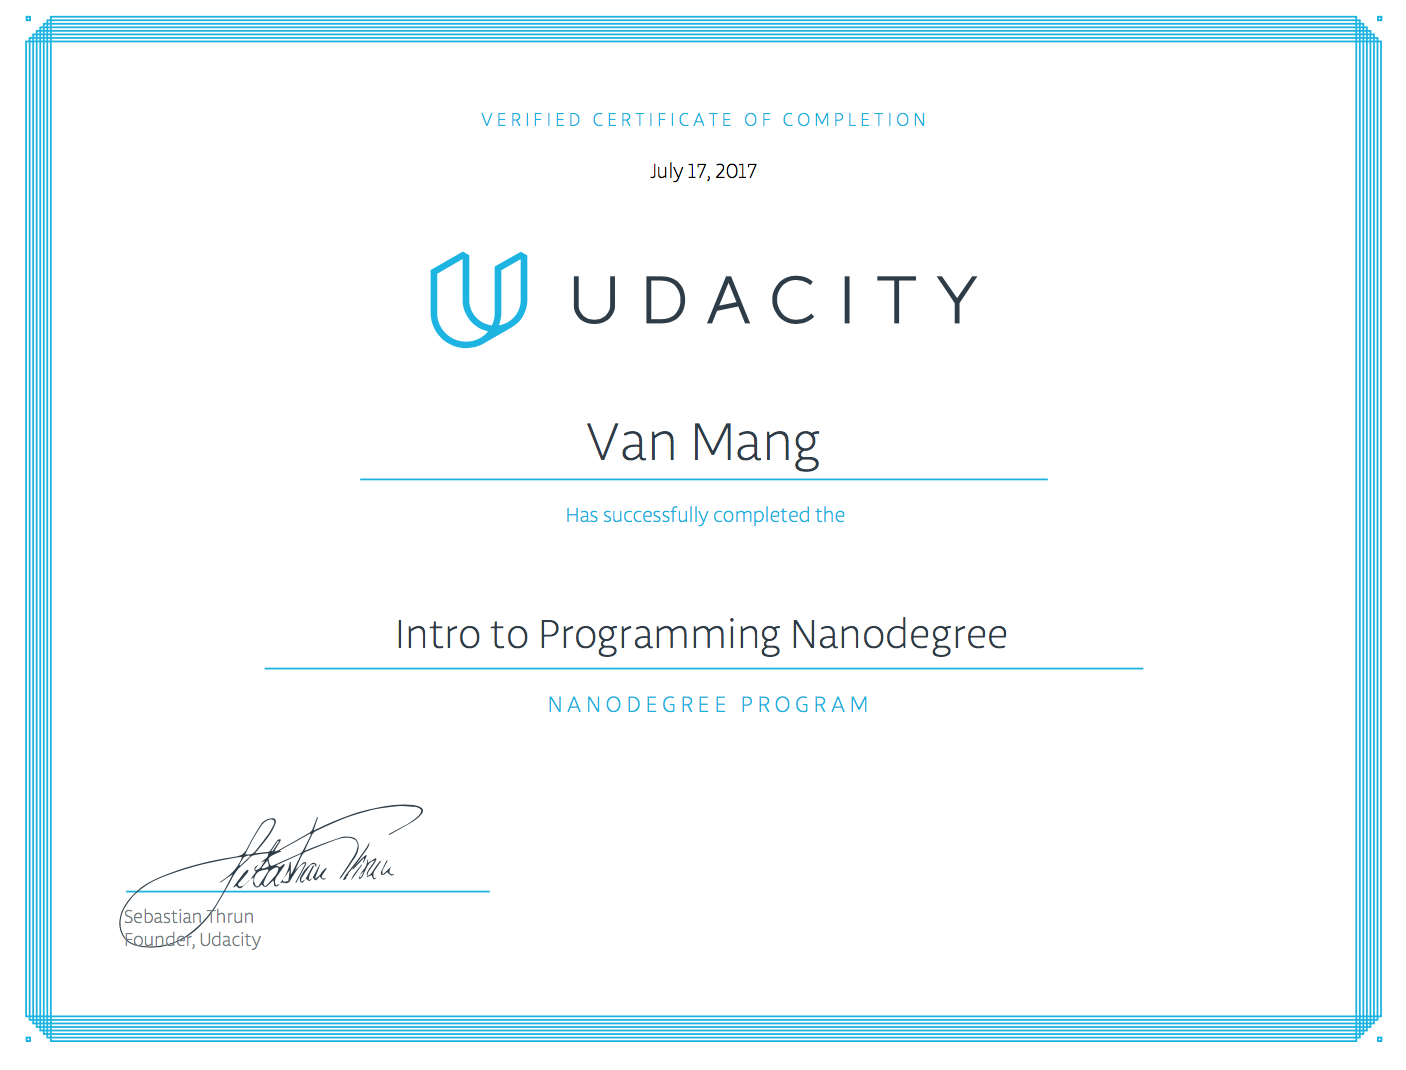 VERIFIED CERTIFICATE OF COMPLETION
July 17, 2017
UDACITY
Van Mang
Has successfully completed the
Intro to Programming Nanodegree
NANODEGREE PROGRAM
Sebastian Thrun
Sebastian Thrun
Founder, Udacity